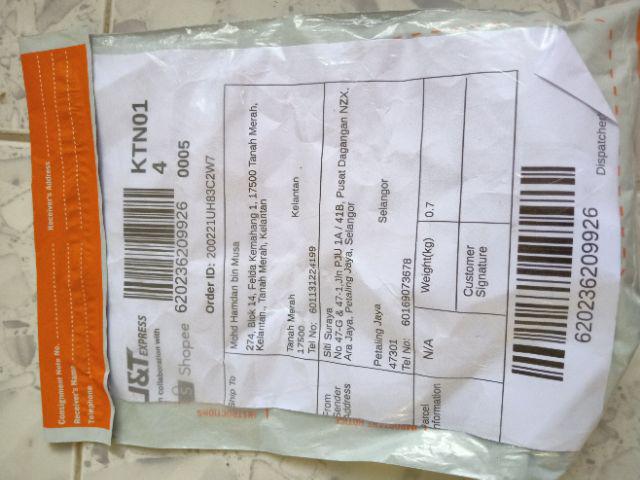 Consignment Note No.
Receiver's Name
Telephone
Receiver's Address
J&T EXPRESS
in collaboration with
Shopee
620236209926
KTN01
4
0005
Order ID: 200221UH83C2W7
Ship To
Mohd Hamdan bin Musa
274, Blok 14, Felda Kemahang 1, 17500 Tanah Merah,
Kelantan., Tanah Merah, Kelantan
Tanah Merah
Kelantan
17500
Tel No: 601131224199
From
Sender
Address
Siti Suraya
No 47-G & 47-1,Jln PJU 1A / 41B, Pusat Dagangan NZX.
Ara Jaya., Petaling Jaya, Selangor
Petaling Jaya
Selangor
47301
Tel No: 60169073678
Parcel
Information
N/A
Weight(kg)
0.7
Customer
Signature
620236209926
Dispatcher
INSTRUCTIONS